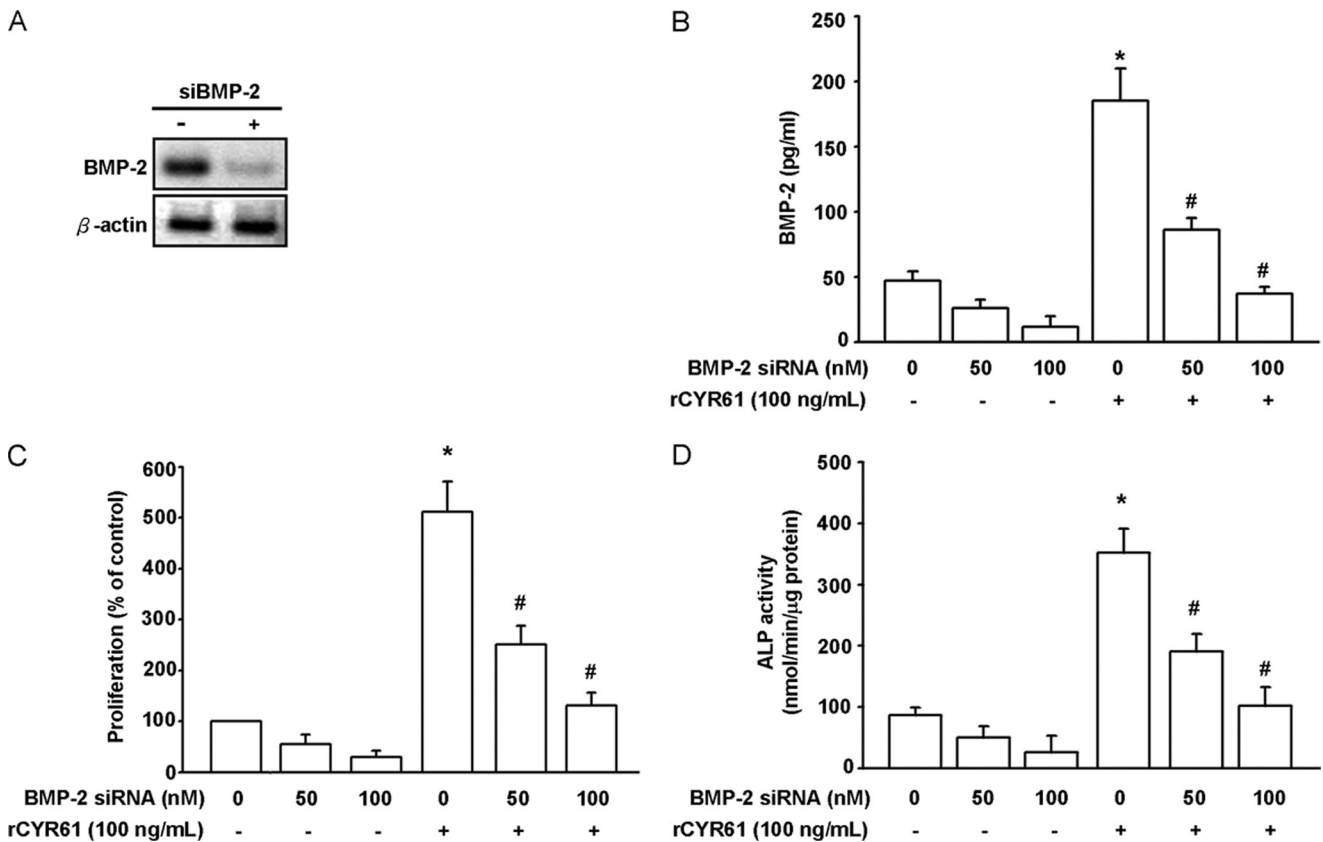 A
siBMP-2
- +
BMP-2
β-actin
B
BMP-2 (pg/ml)
250
200
150
100
50
0
*
#
#
BMP-2 siRNA (nM) 0 50 100 0 50 100
rCYR61 (100 ng/mL) - - - + + +
C
Proliferation (% of control)
600
500
400
300
200
100
0
*
#
#
BMP-2 siRNA (nM) 0 50 100 0 50 100
rCYR61 (100 ng/mL) - - - + + +
D
ALP activity
(nmol/min/μg protein)
500
400
300
200
100
0
*
#
#
BMP-2 siRNA (nM) 0 50 100 0 50 100
rCYR61 (100 ng/mL) - - - + + +